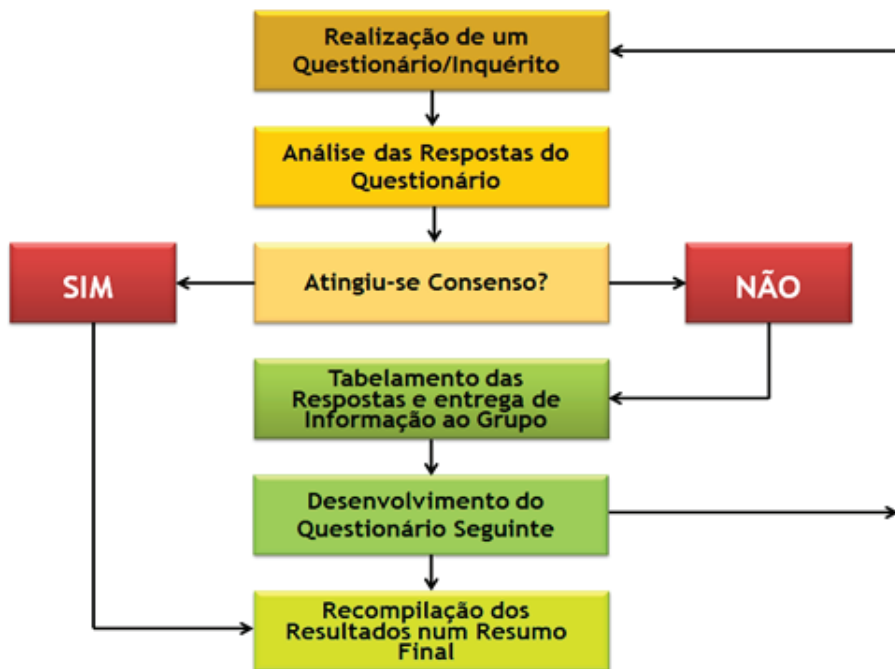 Realização de um
Questionário/Inquérito
Análise das Respostas do
Questionário
SIM
Atingiu-se Consenso?
NÃO
Tabelamento das
Respostas e entrega de
Informação ao Grupo
Desenvolvimento do
Questionário Seguinte
Recompilação dos
Resultados num Resumo
Final